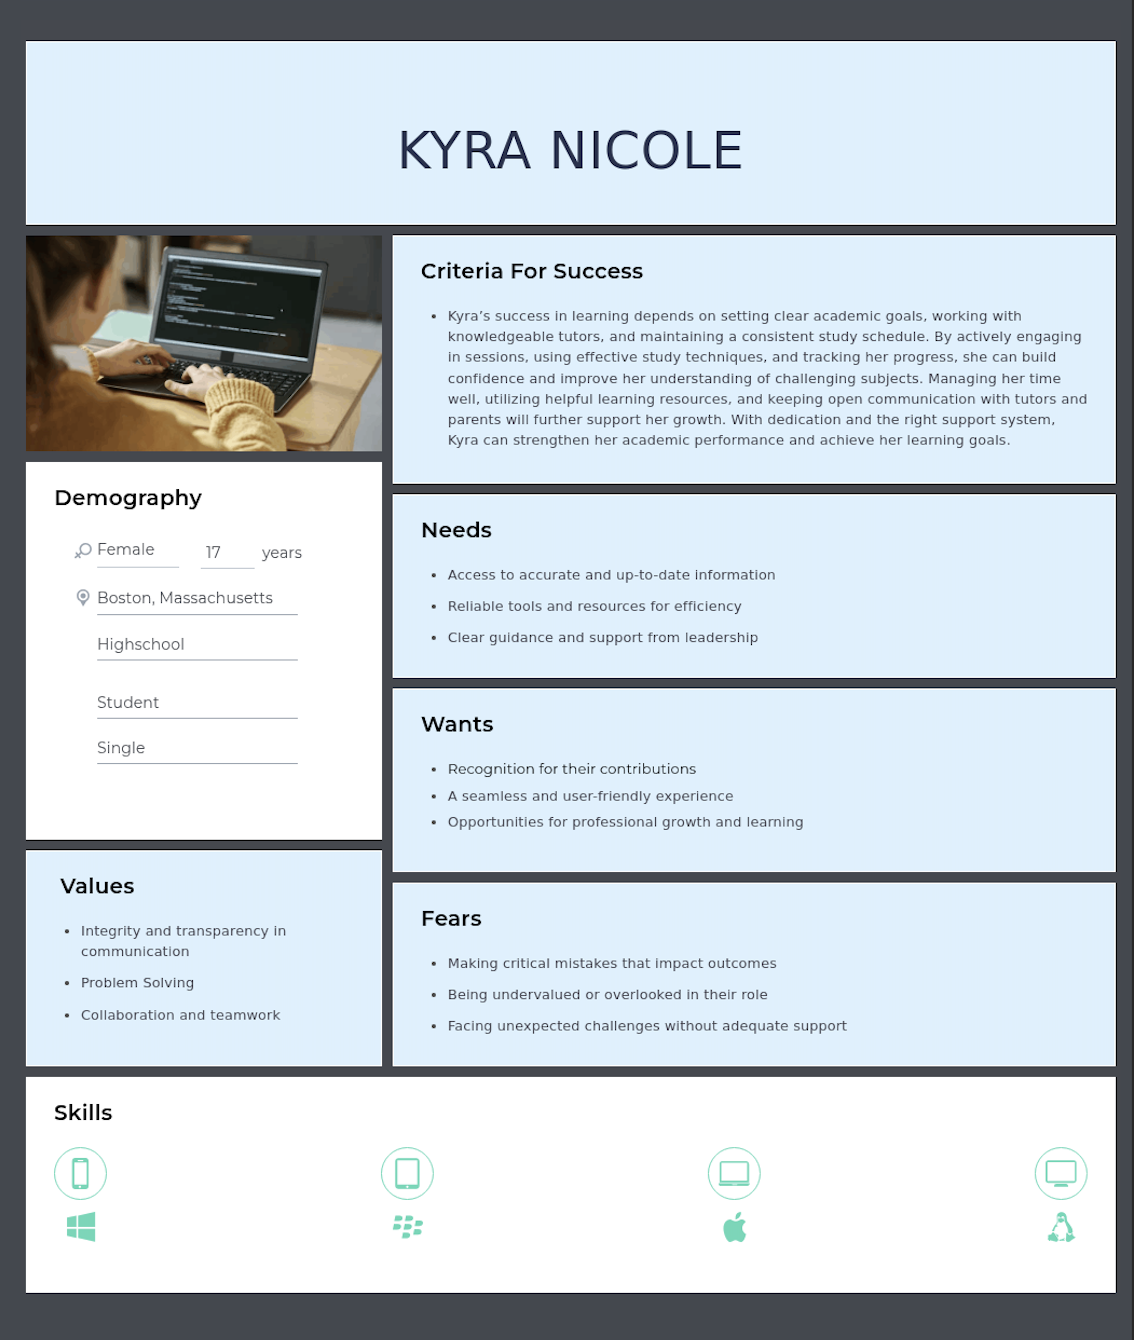 KYRA NICOLE
Criteria For Success
• Kyra’s success in learning depends on setting clear academic goals, working with
knowledgeable tutors, and maintaining a consistent study schedule. By actively engaging
in sessions, using effective study techniques, and tracking her progress, she can build
confidence and improve her understanding of challenging subjects. Managing her time
well, utilizing helpful learning resources, and keeping open communication with tutors and
parents will further support her growth. With dedication and the right support system,
Kyra can strengthen her academic performance and achieve her learning goals.
Demography
Female 17 years
Boston, Massachusetts
Highschool
Student
Single
Needs
• Access to accurate and up-to-date information
• Reliable tools and resources for efficiency
• Clear guidance and support from leadership
Wants
• Recognition for their contributions
• A seamless and user-friendly experience
• Opportunities for professional growth and learning
Values
• Integrity and transparency in
communication
• Problem Solving
• Collaboration and teamwork
Fears
• Making critical mistakes that impact outcomes
• Being undervalued or overlooked in their role
• Facing unexpected challenges without adequate support
Skills